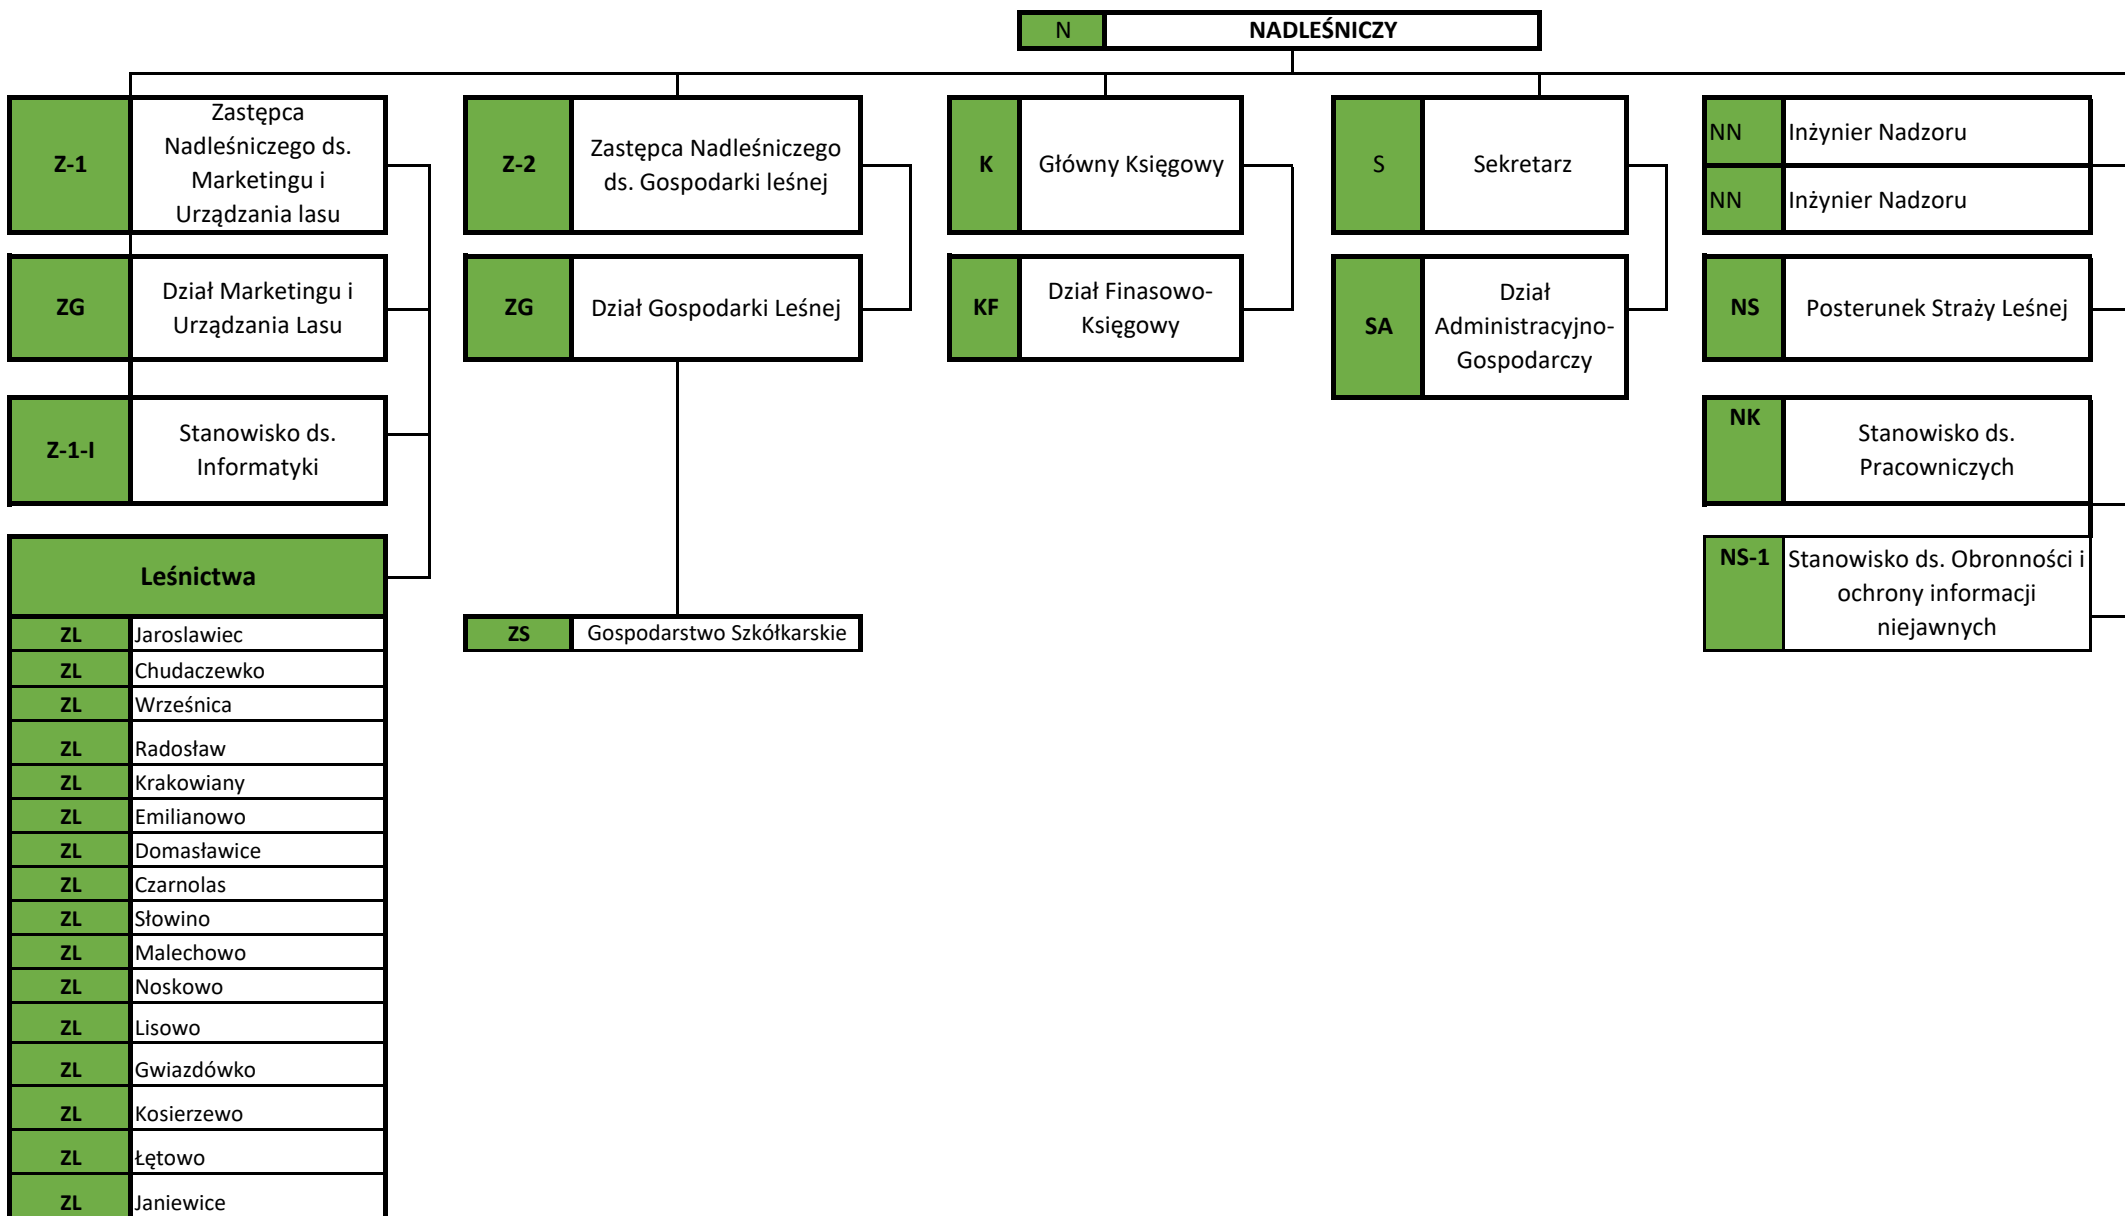 N NADLEŚNICZY
Z-1
Zastępca
Nadleśniczego ds.
Marketingu i
Urządzania lasu
Z-2
Zastępca Nadleśniczego
ds. Gospodarki leśnej
K
Główny Księgowy
S
Sekretarz
NN Inżynier Nadzoru
NN Inżynier Nadzoru
ZG
Dział Marketingu i
Urządzania Lasu
ZG
Dział Gospodarki Leśnej
KF
Dział Finasowo-
Księgowy
SA
Dział
Administracyjno-
Gospodarczy
NS
Posterunek Straży Leśnej
Z-1-I
Stanowisko ds.
Informatyki
NK
Stanowisko ds.
Pracowniczych
Leśnictwa
NS-1
Stanowisko ds. Obronności i
ochrony informacji
niejawnych
ZS Gospodarstwo Szkółkarskie
ZL Jaroslawiec
ZL Chudaczewko
ZL Wrześnica
ZL Radosław
ZL Krakowiany
ZL Emilianowo
ZL Domasławice
ZL Czarnolas
ZL Słowino
ZL Malechowo
ZL Noskowo
ZL Lisowo
ZL Gwiazdówko
ZL Kosierzewo
ZL Łętowo
ZL Janiewice